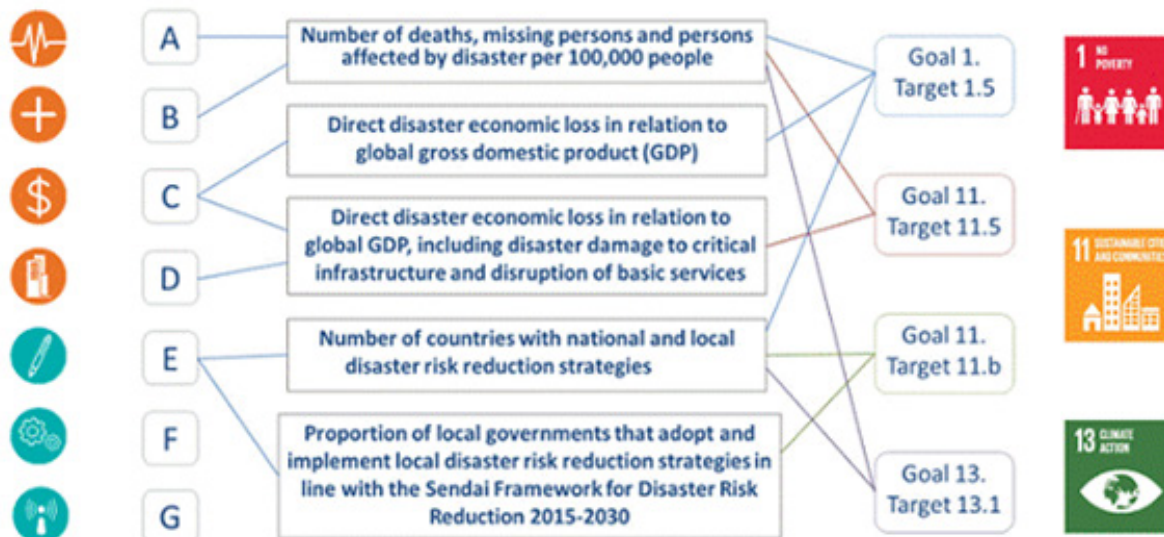 A
B
C
D
E
F
G
Number of deaths, missing persons and persons
affected by disaster per 100,000 people
Direct disaster economic loss in relation to
global gross domestic product (GDP)
Direct disaster economic loss in relation to
global GDP, including disaster damage to critical
infrastructure and disruption of basic services
Number of countries with national and local
disaster risk reduction strategies
Proportion of local governments that adopt and
implement local disaster risk reduction strategies in
line with the Sendai Framework for Disaster Risk
Reduction 2015-2030
Goal 1.
Target 1.5
Goal 11.
Target 11.5
Goal 11.
Target 11.b
Goal 13.
Target 13.1
1 NO
POVERTY
11 SUSTAINABLE CITIE
AND COMMUNITIES
13 CLIMATE
ACTION
$